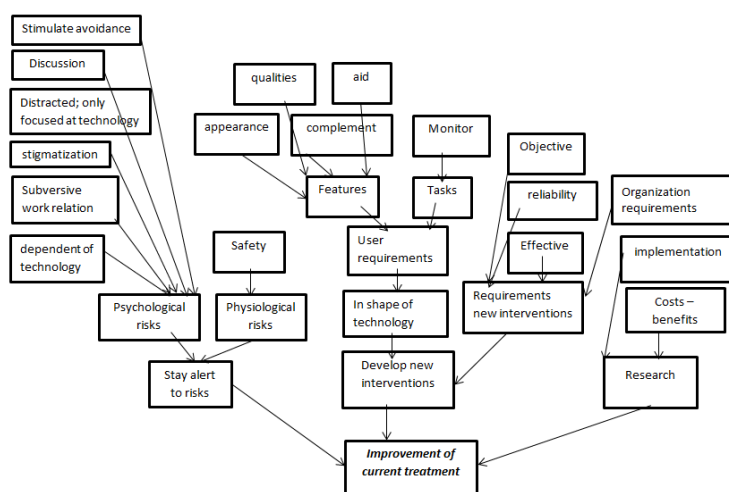 Stimulate avoidance
Discussion
Distracted; only
focused at technology
stigmatization
Subversive
work relation
dependent of
technology
qualities
aid
appearance
complement
Monitor
Objective
Features
Tasks
reliability
Organization
requirements
Safety
User
requirements
Effective
implementation
Psychological
risks
Physiological
risks
In shape of
technology
Requirements
new interventions
Costs –
benefits
Stay alert
to risks
Develop new
interventions
Research
Improvement of
current treatment